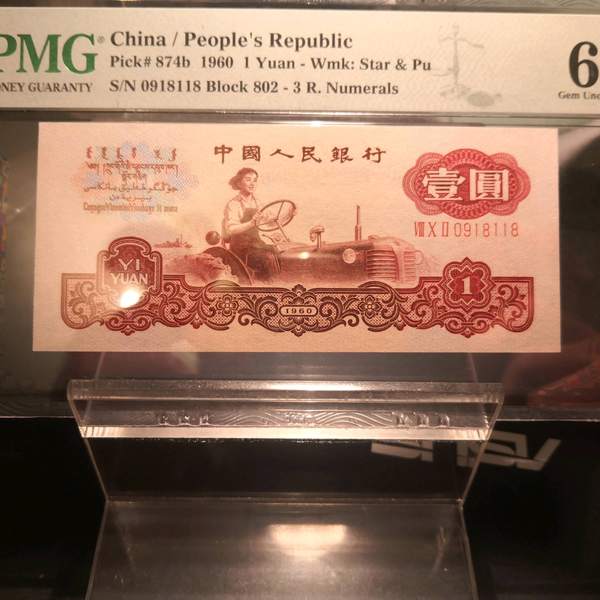 PMG
MONEY GUARANTY
China / People's Republic
Pick# 874b 1960 1 Yuan - Wmk: Star & Pu
S/N 0918118 Block 802 - 3 R. Numerals
6
Gem Unc
中國人民銀行
壹圓
Ⅷ Ⅹ Ⅱ 0918118
YI
YUAN
1960
1
ASUS